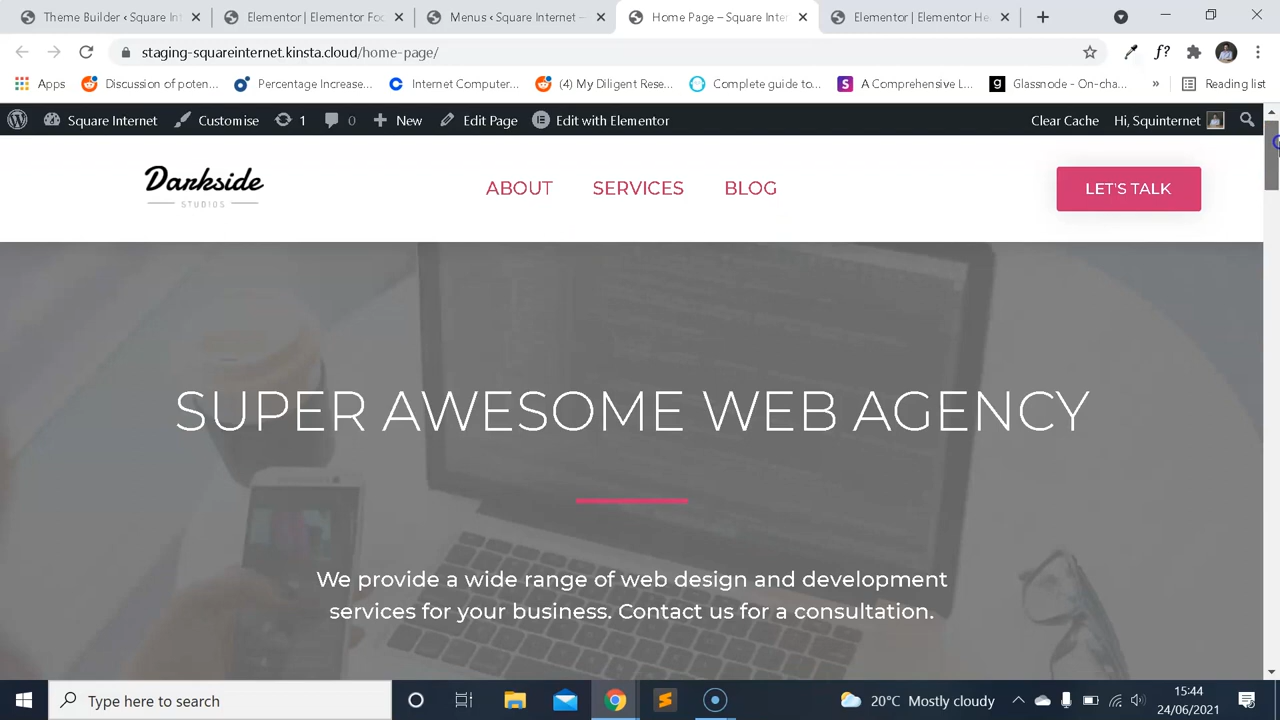 Theme Builder ‹ Square Int
Elementor | Elementor Foo
Menus ‹ Square Internet —
Home Page – Square Intern
Elementor | Elementor He
staging-squareinternet.kinsta.cloud/home-page/
f?
Apps
Discussion of poten...
Percentage Increase...
Internet Computer...
(4) My Diligent Rese...
Complete guide to...
A Comprehensive L...
Glassnode - On-cha...
»
Reading list
Square Internet
Customise
1
0
New
Edit Page
Edit with Elementor
Clear Cache
Hi, Squinternet
Darkside
STUDIOS
ABOUT
SERVICES
BLOG
LET'S TALK
SUPER AWESOME WEB AGENCY
We provide a wide range of web design and development
services for your business. Contact us for a consultation.
Type here to search
20°C Mostly cloudy
15:44
24/06/2021